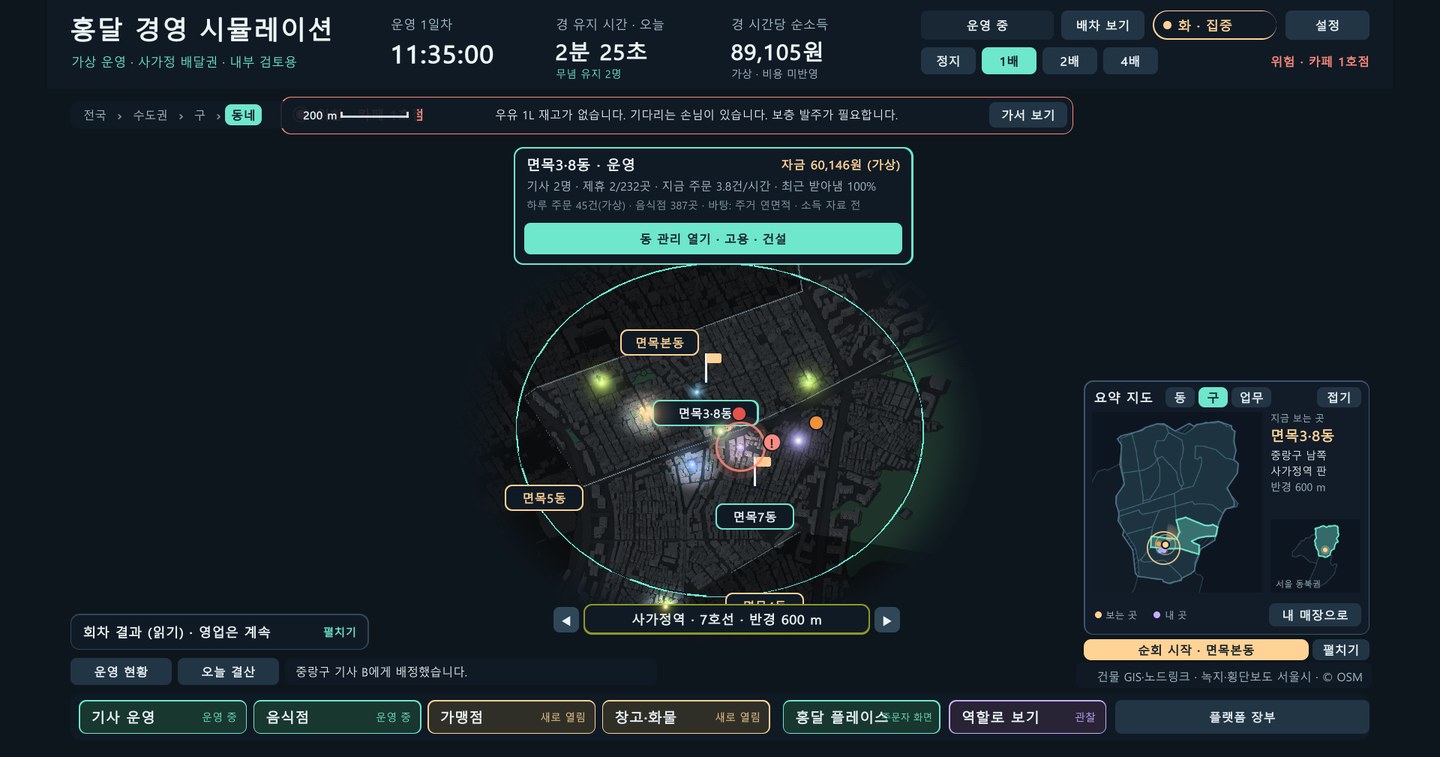 홍달 경영 시뮬레이션
가상 운영 · 사가정 배달권 · 내부 검토용
운영 1일차
11:35:00
경 유지 시간 · 오늘
2분 25초
무냄 유지 2명
경 시간당 순소득
89,105원
가상 · 비용 미반영
운영 중
배차 보기
화 · 집중
설정
정지
1배
2배
4배
위험 · 카페 1호점
전국 › 수도권 › 구 › 동네
200 m
우유 1L 재고가 없습니다. 기다리는 손님이 있습니다. 보충 발주가 필요합니다.
가서 보기
면목3·8동 · 운영
자금 60,146원 (가상)
기사 2명 · 제휴 2/232곳 · 지금 주문 3.8건/시간 · 최근 받아냄 100%
하루 주문 45건(가상) · 음식점 387곳 · 바탕: 주거 연면적 · 소득 자료 전
동 관리 열기 · 고용 · 건설
면목본동
면목3·8동
!
면목5동
면목7동
◀
사가정역 · 7호선 · 반경 600 m
▶
요약 지도
동
구
업무
접기
지금 보는 곳
면목3·8동
중랑구 남쪽
사가정역 판
반경 600 m
서울 동북권
보는 곳
내 곳
내 매장으로
순회 시작 · 면목본동
펼치기
건물 GIS·노드링크 · 녹지·횡단보도 서울시 · © OSM
회차 결과 (읽기) · 영업은 계속
펼치기
운영 현황
오늘 결산
중랑구 기사 B에게 배정했습니다.
기사 운영
운영 중
음식점
운영 중
가맹점
새로 열림
창고·화물
새로 열림
홍달 플레이스
화면
역할로 보기
관찰
플랫폼 장부